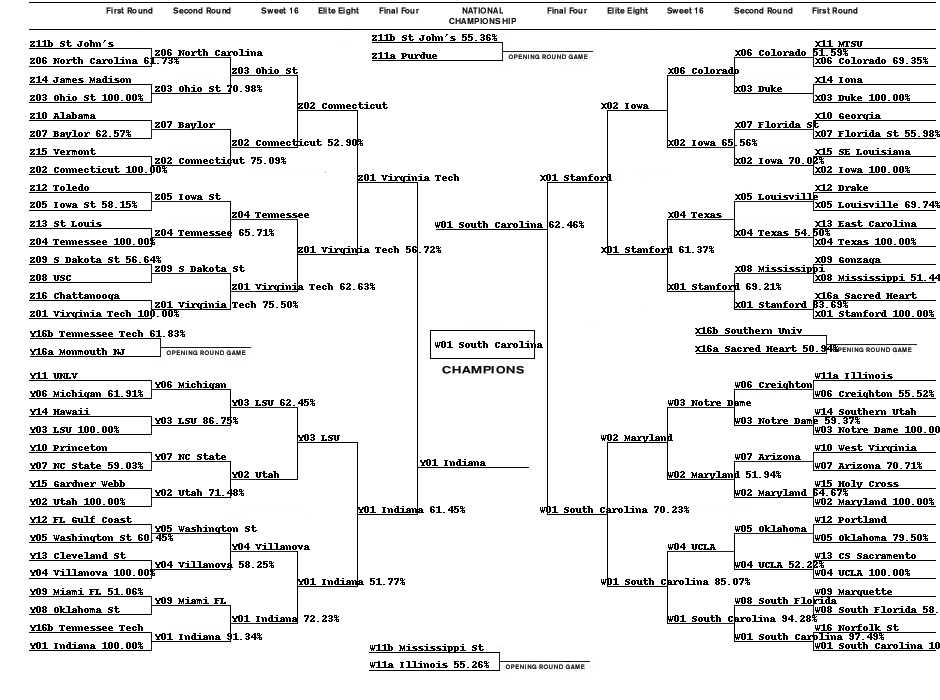 First Round Second Round Sweet 16 Elite Eight Final Four NATIONAL CHAMPIONSHIP Final Four Elite Eight Sweet 16 Second Round First Round
Z11b St John's
Z06 North Carolina 61.73%
Z14 James Madison
Z03 Ohio St 100.00%
Z10 Alabama
Z07 Baylor 62.57%
Z15 Vermont
Z02 Connecticut 100.00%
Z12 Toledo
Z05 Iowa St 58.15%
Z13 St Louis
Z04 Tennessee 100.00%
Z09 S Dakota St 56.64%
Z08 USC
Z16 Chattanooga
Z01 Virginia Tech 100.00%
Z06 North Carolina
Z03 Ohio St 70.98%
Z07 Baylor
Z02 Connecticut 75.09%
Z05 Iowa St
Z04 Tennessee 65.71%
Z09 S Dakota St
Z01 Virginia Tech 75.50%
Z03 Ohio St
Z02 Connecticut 52.90%
Z04 Tennessee
Z01 Virginia Tech 62.63%
Z02 Connecticut
Z01 Virginia Tech 56.72%
Z01 Virginia Tech
Y16b Tennessee Tech 61.83%
Y16a Monmouth NJ
OPENING ROUND GAME
Y11 UNLV
Y06 Michigan 61.91%
Y14 Hawaii
Y03 LSU 100.00%
Y10 Princeton
Y07 NC State 59.03%
Y15 Gardner Webb
Y02 Utah 100.00%
Y12 FL Gulf Coast
Y05 Washington St 60.45%
Y13 Cleveland St
Y04 Villanova 100.00%
Y09 Miami FL 51.06%
Y08 Oklahoma St
Y16b Tennessee Tech
Y01 Indiana 100.00%
Y06 Michigan
Y03 LSU 86.75%
Y07 NC State
Y02 Utah 71.48%
Y05 Washington St
Y04 Villanova 58.25%
Y09 Miami FL
Y01 Indiana 91.34%
Y03 LSU 62.45%
Y02 Utah
Y04 Villanova
Y01 Indiana 72.23%
Y03 LSU
Y01 Indiana 51.77%
Y01 Indiana 61.45%
Z11b St John's 55.36%
Z11a Purdue
OPENING ROUND GAME
W01 South Carolina 62.46%
W01 South Carolina
CHAMPIONS
Y01 Indiana
W11b Mississippi St
W11a Illinois 55.26%
OPENING ROUND GAME
X01 Stanford
X02 Iowa
X01 Stanford 61.37%
X06 Colorado
X02 Iowa 65.56%
X04 Texas
X01 Stanford 69.21%
X06 Colorado 51.59%
X03 Duke
X07 Florida St
X02 Iowa 70.02%
X05 Louisville
X04 Texas 54.50%
X08 Mississippi
X01 Stanford 83.69%
X11 MTSU
X06 Colorado 69.35%
X14 Iona
X03 Duke 100.00%
X10 Georgia
X07 Florida St 55.98%
X15 SE Louisiana
X02 Iowa 100.00%
X12 Drake
X05 Louisville 69.74%
X13 East Carolina
X04 Texas 100.00%
X09 Gonzaga
X08 Mississippi 51.44
X16a Sacred Heart
X01 Stanford 100.00%
X16b Southern Univ
X16a Sacred Heart 50.94%
OPENING ROUND GAME
W01 South Carolina 70.23%
W02 Maryland
W01 South Carolina 85.07%
W03 Notre Dame
W02 Maryland 51.94%
W04 UCLA
W01 South Carolina 94.28%
W06 Creighton
W03 Notre Dame 59.37%
W07 Arizona
W02 Maryland 64.67%
W05 Oklahoma
W04 UCLA 52.22%
W08 South Florida
W01 South Carolina 97.49%
W11a Illinois
W06 Creighton 55.52%
W14 Southern Utah
W03 Notre Dame 100.00
W10 West Virginia
W07 Arizona 70.71%
W15 Holy Cross
W02 Maryland 100.00%
W12 Portland
W05 Oklahoma 79.50%
W13 CS Sacramento
W04 UCLA 100.00%
W09 Marquette
W08 South Florida 58.
W16 Norfolk St
W01 South Carolina 10